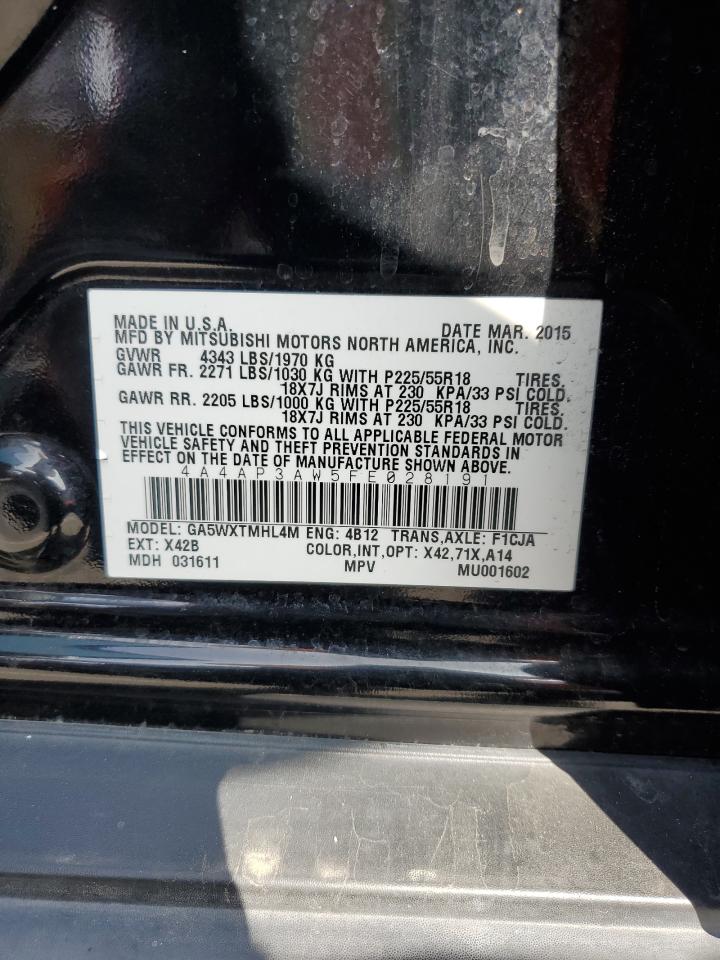 MADE IN U.S.A. DATE MAR. 2015
MFD BY MITSUBISHI MOTORS NORTH AMERICA, INC.
GVWR 4343 LBS/1970 KG
GAWR FR. 2271 LBS/1030 KG WITH P225/55R18 TIRES.
18X7J RIMS AT 230 KPA/33 PSI COLD.
GAWR RR. 2205 LBS/1000 KG WITH P225/55R18 TIRES.
18X7J RIMS AT 230 KPA/33 PSI COLD.
THIS VEHICLE CONFORMS TO ALL APPLICABLE FEDERAL MOTOR
VEHICLE SAFETY AND THEFT PREVENTION STANDARDS IN
EFFECT ON THE DATE OF MANUFACTURE SHOWN ABOVE.
4A4AP3AW5FE028191
MODEL: GA5WXTMHL4M ENG: 4B12 TRANS,AXLE: F1CJA
EXT: X42B COLOR,INT,OPT: X42,71X,A14
MDH 031611 MPV MU001602